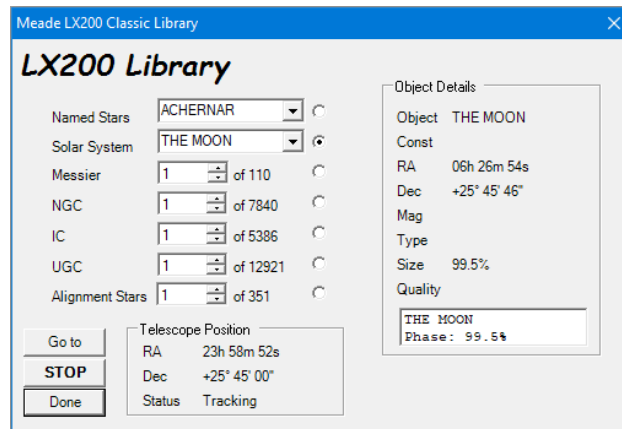 Meade LX200 Classic Library
LX200 Library
Named Stars ACHERNAR
Solar System THE MOON
Messier 1 of 110
NGC 1 of 7840
IC 1 of 5386
UGC 1 of 12921
Alignment Stars 1 of 351
Go to
STOP
Done
Telescope Position
RA 23h 58m 52s
Dec +25° 45' 00"
Status Tracking
Object Details
Object THE MOON
Const
RA 06h 26m 54s
Dec +25° 45' 46"
Mag
Type
Size 99.5%
Quality
THE MOON
Phase: 99.5%